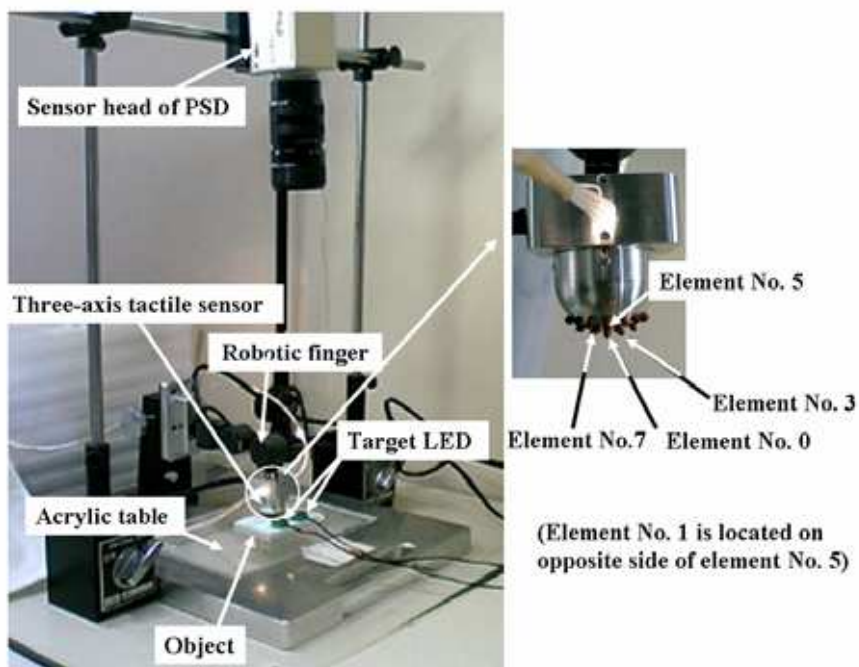 Sensor head of PSD
Three-axis tactile sensor
Robotic finger
Target LED
Acrylic table
Object
Element No. 5
Element No. 3
Element No.7
Element No. 0
(Element No. 1 is located on
opposite side of element No. 5)